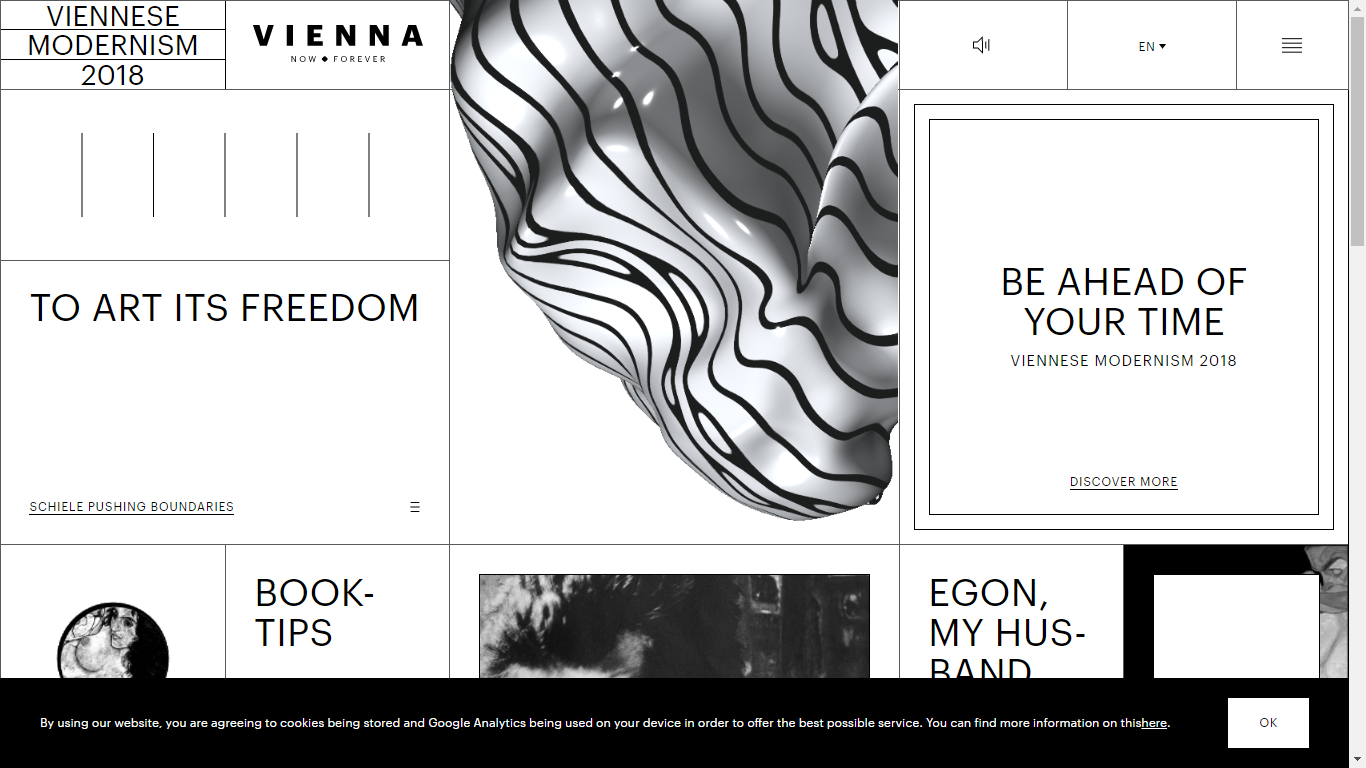 VIENNESE
MODERNISM
2018
VIENNA
NOW ◆ FOREVER
EN
TO ART ITS FREEDOM
SCHIELE PUSHING BOUNDARIES
BE AHEAD OF
YOUR TIME
VIENNESE MODERNISM 2018
DISCOVER MORE
BOOK-
TIPS
EGON,
MY HUS-
BAND
By using our website, you are agreeing to cookies being stored and Google Analytics being used on your device in order to offer the best possible service. You can find more information on thishere.
OK